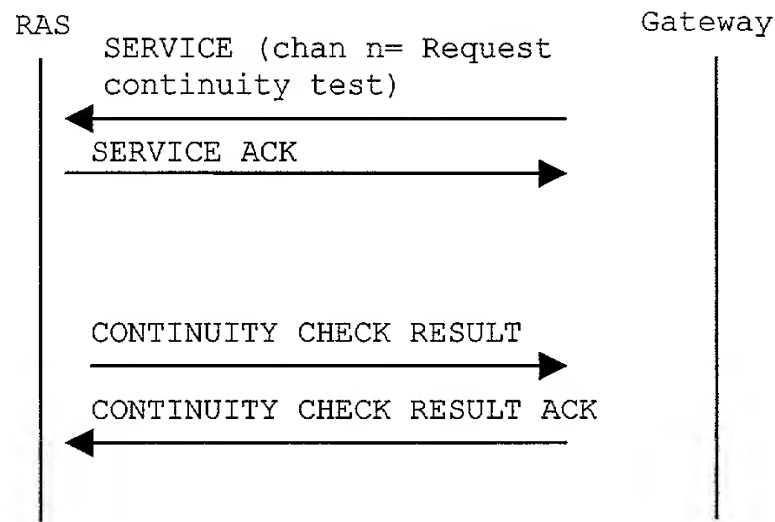 RAS
Gateway
SERVICE (chan n= Request
continuity test)
SERVICE ACK
CONTINUITY CHECK RESULT
CONTINUITY CHECK RESULT ACK